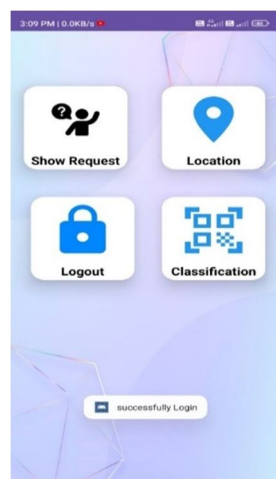 3:09 PM | 0.0KB/s
Show Request
Location
Logout
Classification
successfully Login